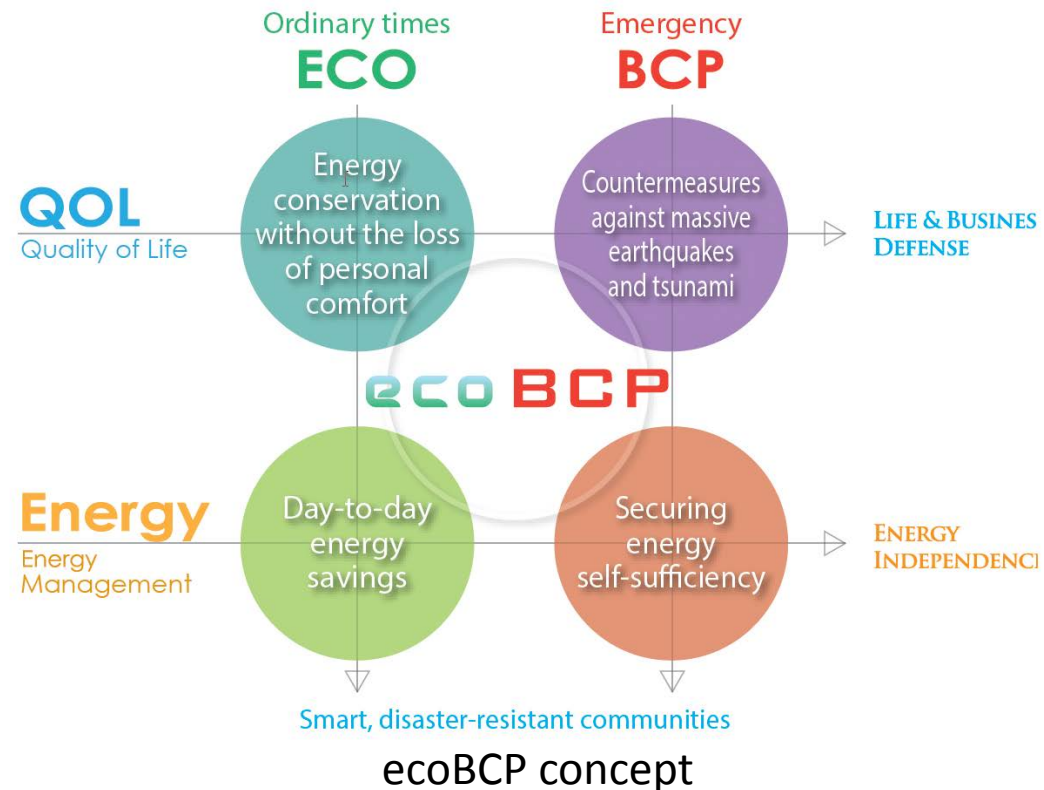 Ordinary times
ECO
Emergency
BCP
QOL
Quality of Life
Energy
conservation
without the loss
of personal
comfort
Countermeasures
against massive
earthquakes
and tsunami
LIFE & BUSINES
DEFENSE
eco BCP
Energy
Energy
Management
Day-to-day
energy
savings
Securing
energy
self-sufficiency
ENERGY
INDEPENDENC
Smart, disaster-resistant communities
ecoBCP concept